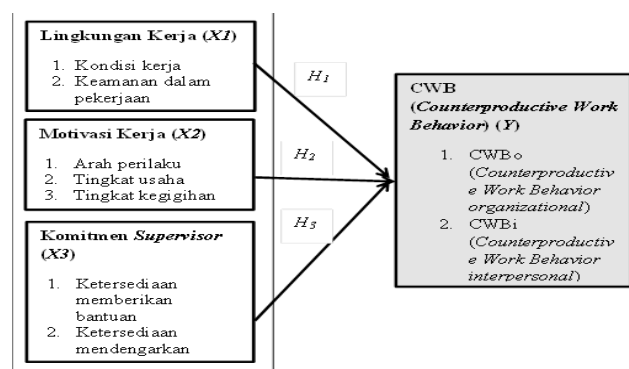 Lingkungan Kerja (X1)
1. Kondisi kerja
2. Keamanan dalam
pekerjaan
Motivasi Kerja (X2)
1. Arah perilaku
2. Tingkat usaha
3. Tingkat kegigihan
Komitmen Supervisor
(X3)
1. Ketersediaan
memberikan
bantuan
2. Ketersediaan
mendengarkan
H1
H2
H3
CWB
(Counterproductive Work
Behavior) (Y)
1. CWBo
(Counterproductiv
e Work Behavior
organizational)
2. CWBi
(Counterproductiv
e Work Behavior
interpersonal)